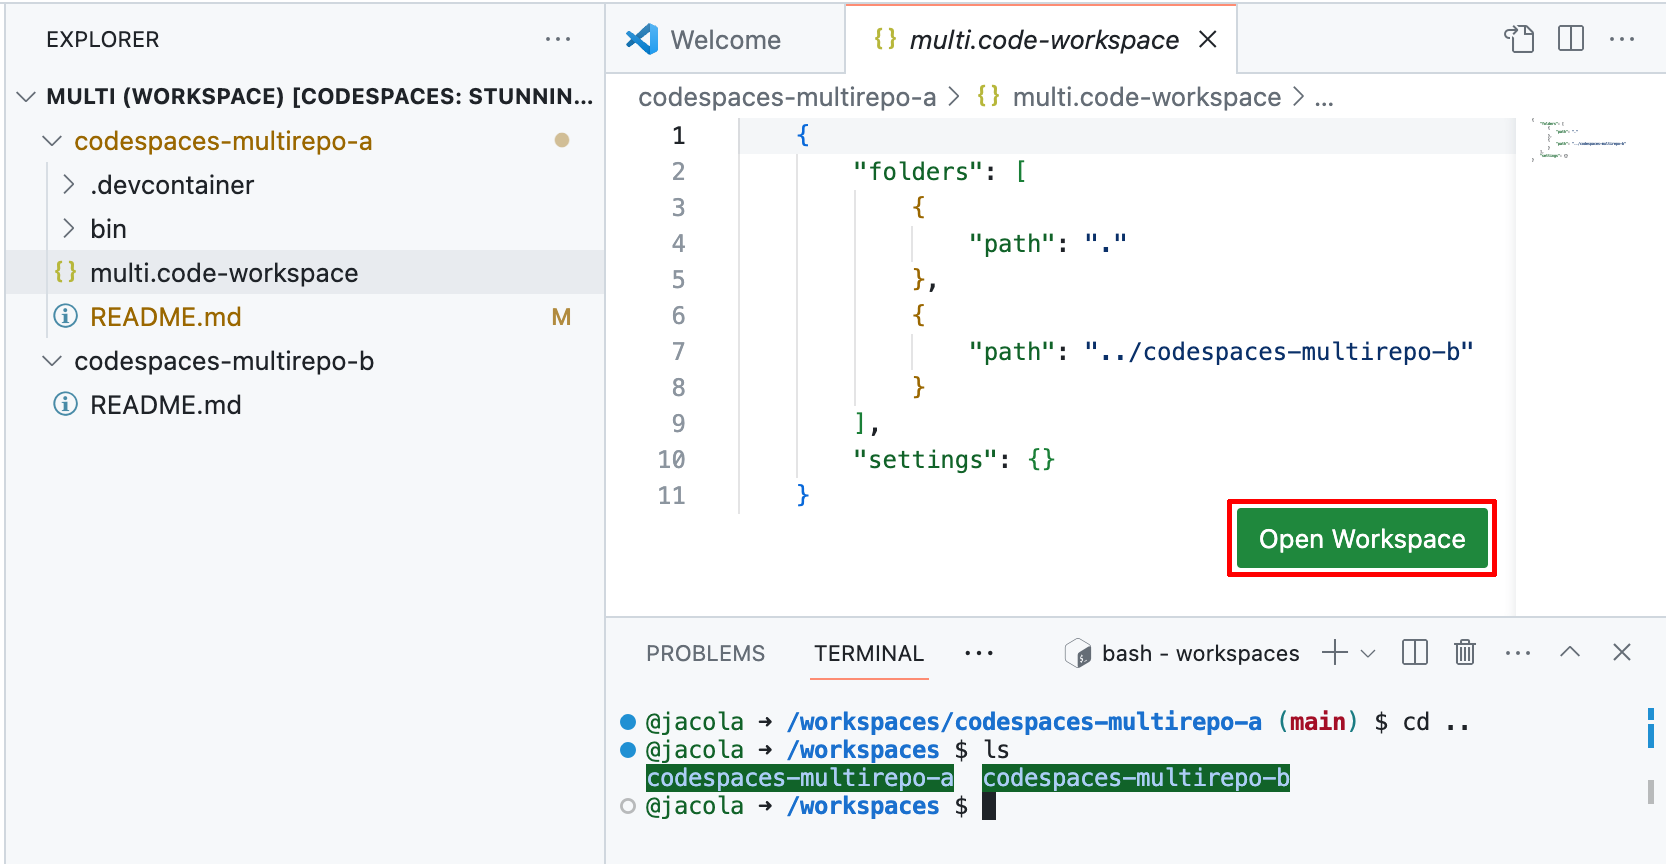 EXPLORER ···
MULTI (WORKSPACE) [CODESPACES: STUNNIN...
codespaces-multirepo-a
.devcontainer
bin
{} multi.code-workspace
README.md M
codespaces-multirepo-b
README.md
Welcome
{} multi.code-workspace
codespaces-multirepo-a > {} multi.code-workspace > ...
1 {
2 "folders": [
3 {
4 "path": "."
5 },
6 {
7 "path": "../codespaces-multirepo-b"
8 }
9 ],
10 "settings": {}
11 }
Open Workspace
PROBLEMS TERMINAL ··· bash - workspaces
@jacola ➜ /workspaces/codespaces-multirepo-a (main) $ cd ..
@jacola ➜ /workspaces $ ls
codespaces-multirepo-a codespaces-multirepo-b
@jacola ➜ /workspaces $